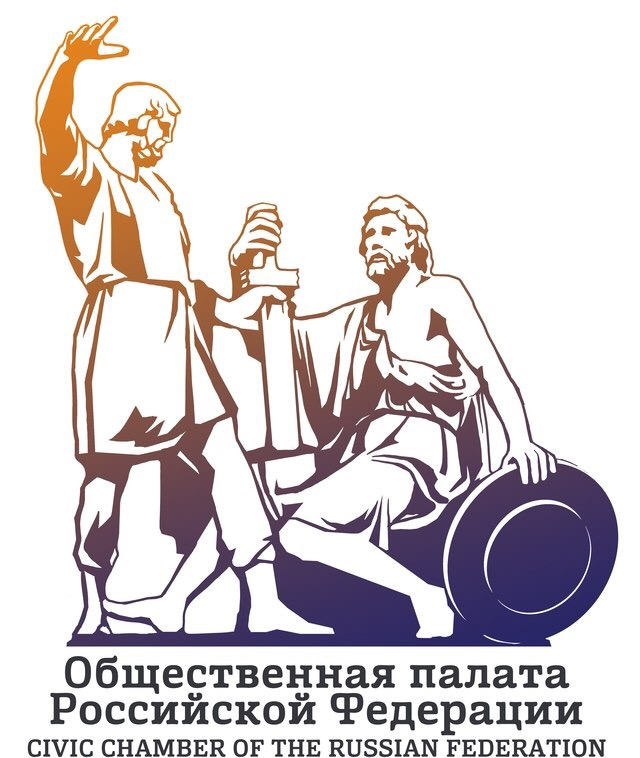 Общественная палата
Российской Федерации
CIVIC CHAMBER OF THE RUSSIAN FEDERATION